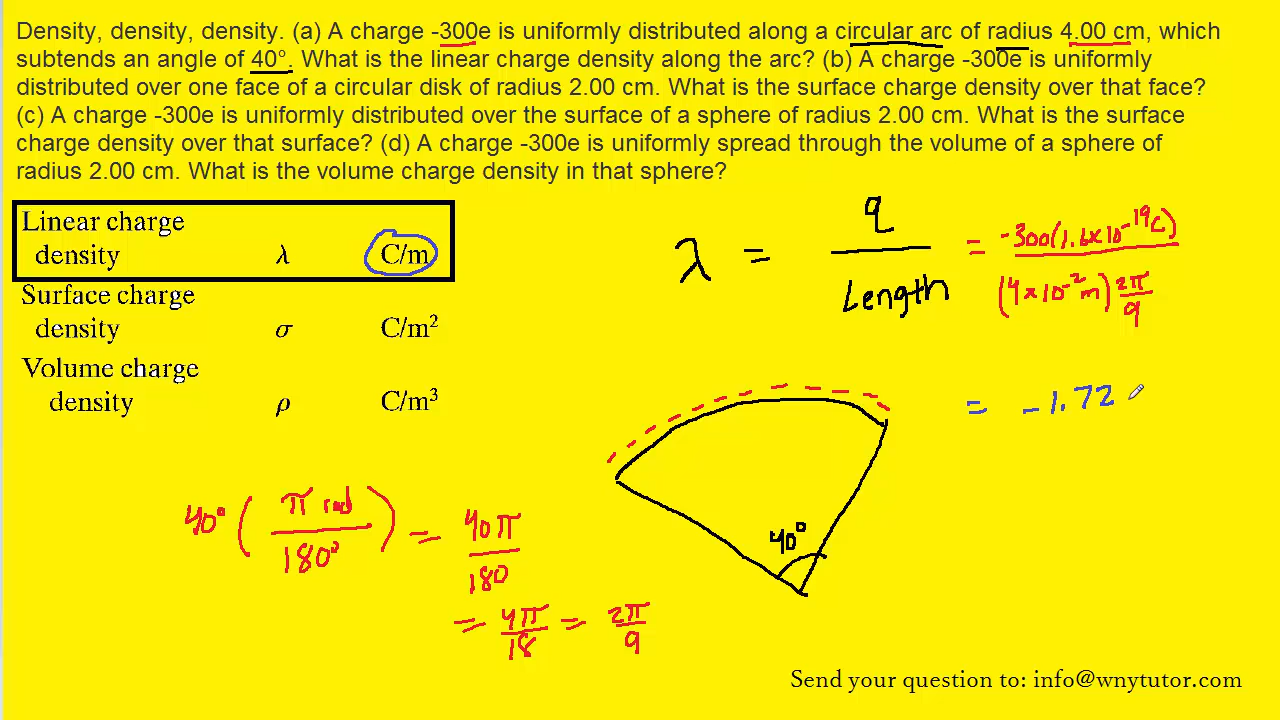 Density, density, density. (a) A charge -300e is uniformly distributed along a circular arc of radius 4.00 cm, which
subtends an angle of 40°. What is the linear charge density along the arc? (b) A charge -300e is uniformly
distributed over one face of a circular disk of radius 2.00 cm. What is the surface charge density over that face?
(c) A charge -300e is uniformly distributed over the surface of a sphere of radius 2.00 cm. What is the surface
charge density over that surface? (d) A charge -300e is uniformly spread through the volume of a sphere of
radius 2.00 cm. What is the volume charge density in that sphere?
Linear charge
density λ C/m
Surface charge
density σ C/m²
Volume charge
density ρ C/m³
λ = q / Length = -300(1.6x10⁻¹⁹C) / (4x10⁻²m) 2π/9
= -1.72
40°
40° (π rad / 180°) = 40π / 180
= 4π/18 = 2π/9
Send your question to: info@wnytutor.com